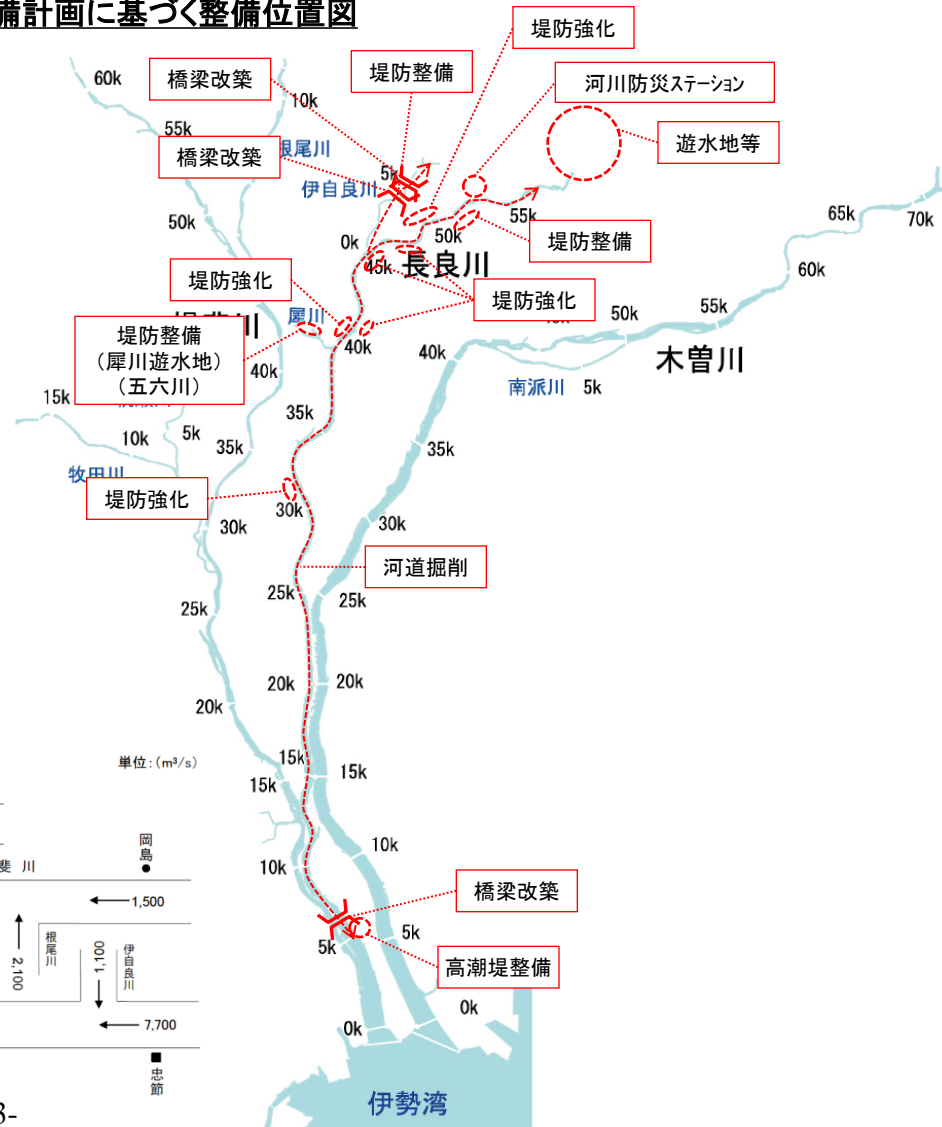 備計画に基づく整備位置図
堤防強化
橋梁改築
堤防整備
河川防災ステーション
60k
10k
55k
遊水地等
橋梁改築
根尾川
5k
伊自良川
50k
0k
50k
55k
堤防整備
65k
70k
45k
長良川
60k
堤防強化
堤防強化
犀川
堤防整備
(犀川遊水地)
(五六川)
40k
40k
50k
55k
木曽川
40k
南派川
5k
15k
35k
10k
5k
35k
35k
牧田川
堤防強化
30k
30k
30k
河道掘削
25k
25k
25k
20k
20k
20k
単位:(m³/s)
15k
15k
15k
岡島
10k
10k
斐川
1,500
橋梁改築
根尾川
伊自良川
2,100
1,100
5k
5k
高潮堤整備
7,700
0k
0k
忠節
伊勢湾